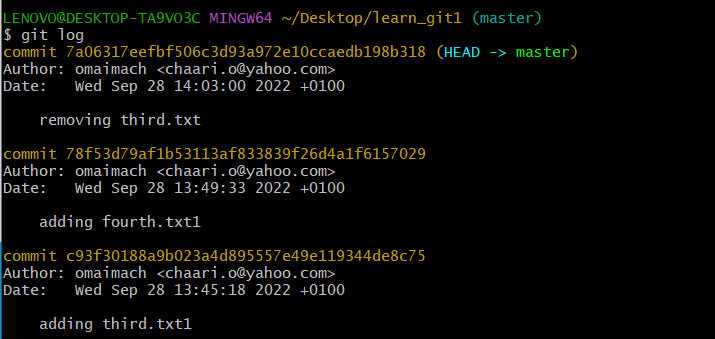 LENOVO@DESKTOP-TA9VO3C MINGW64 ~/Desktop/learn_git1 (master)
$ git log
commit 7a06317eefbf506c3d93a972e10ccaedb198b318 (HEAD -> master)
Author: omaimach <chaari.o@yahoo.com>
Date:   Wed Sep 28 14:03:00 2022 +0100
    removing third.txt
commit 78f53d79af1b53113af833839f26d4a1f6157029
Author: omaimach <chaari.o@yahoo.com>
Date:   Wed Sep 28 13:49:33 2022 +0100
    adding fourth.txt1
commit c93f30188a9b023a4d895557e49e119344de8c75
Author: omaimach <chaari.o@yahoo.com>
Date:   Wed Sep 28 13:45:18 2022 +0100
    adding third.txt1